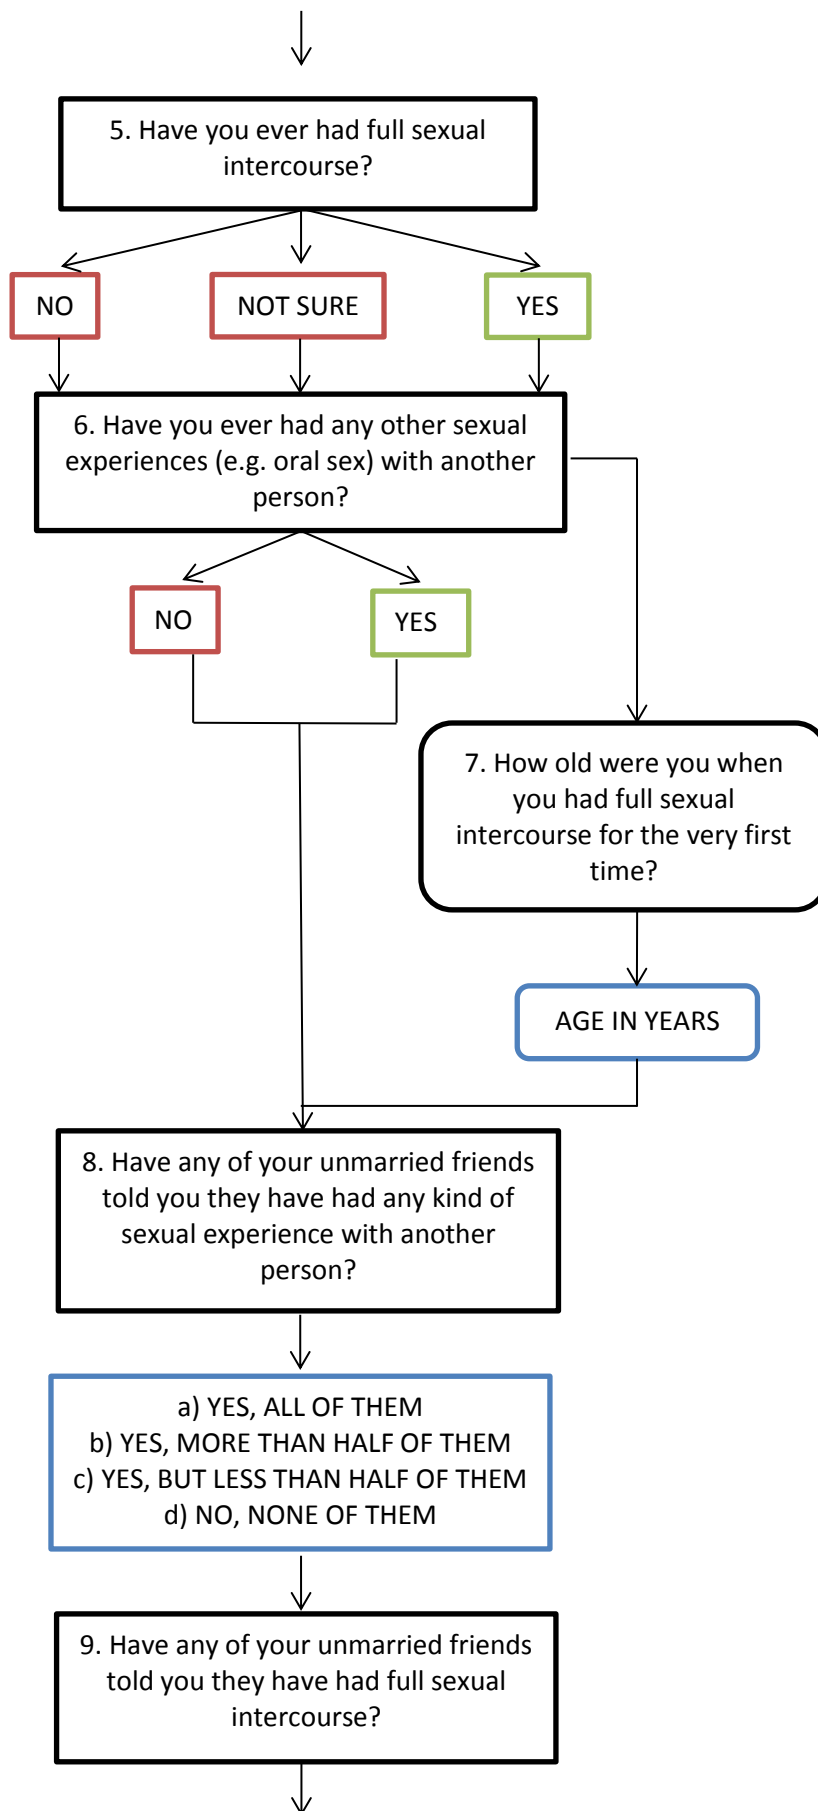 5. Have you ever had full sexual
intercourse?
NO
NOT SURE
YES
6. Have you ever had any other sexual
experiences (e.g. oral sex) with another
person?
NO
YES
7. How old were you when
you had full sexual
intercourse for the very first
time?
AGE IN YEARS
8. Have any of your unmarried friends
told you they have had any kind of
sexual experience with another
person?
a) YES, ALL OF THEM
b) YES, MORE THAN HALF OF THEM
c) YES, BUT LESS THAN HALF OF THEM
d) NO, NONE OF THEM
9. Have any of your unmarried friends
told you they have had full sexual
intercourse?